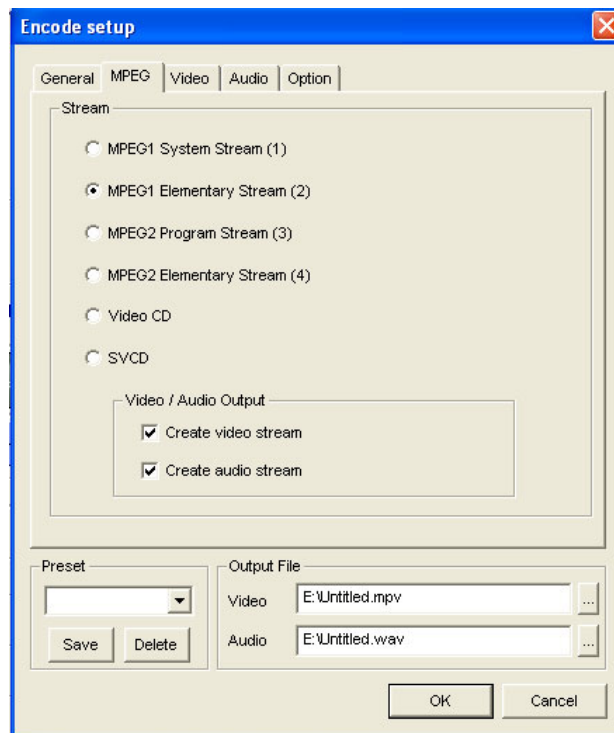 Encode setup
General MPEG Video Audio Option
Stream
MPEG1 System Stream (1)
MPEG1 Elementary Stream (2)
MPEG2 Program Stream (3)
MPEG2 Elementary Stream (4)
Video CD
SVCD
Video / Audio Output
Create video stream
Create audio stream
Preset
Save Delete
Output File
Video E:\Untitled.mpv ...
Audio E:\Untitled.wav ...
OK Cancel